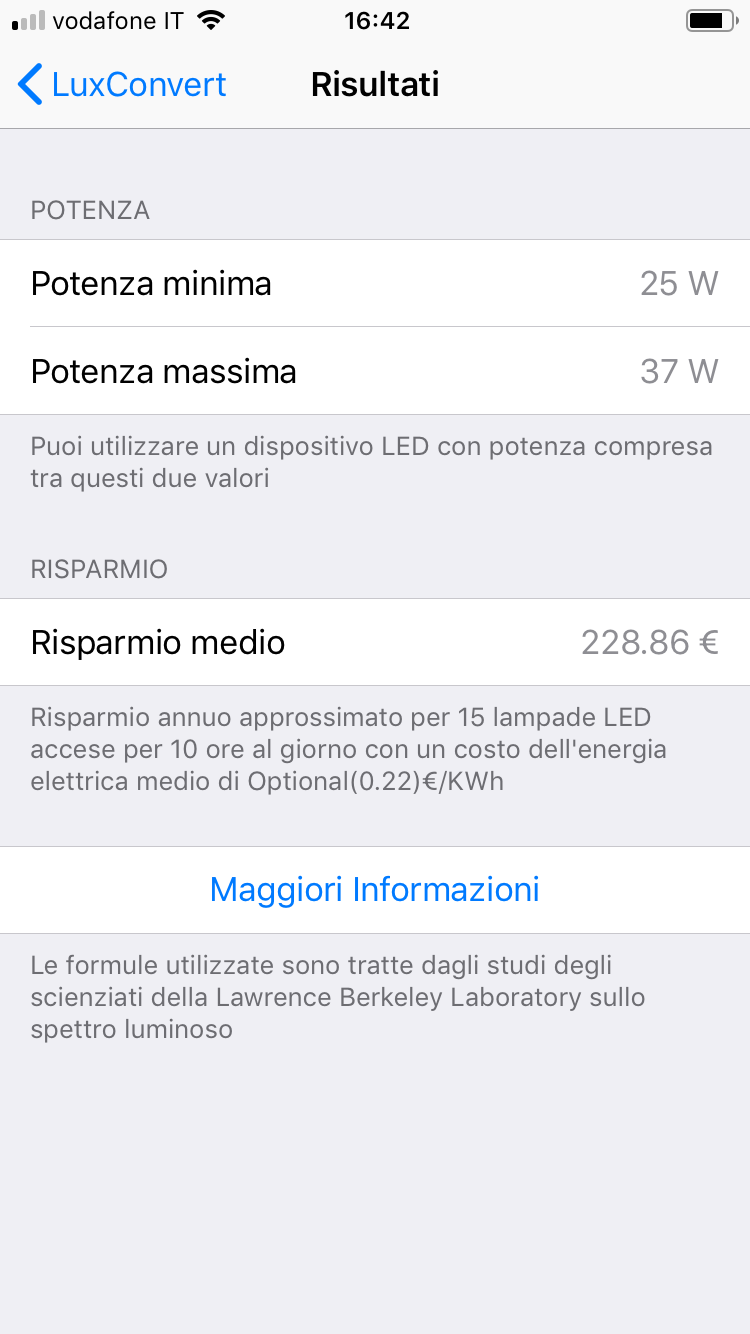 vodafone IT
16:42
LuxConvert
Risultati
POTENZA
Potenza minima 25 W
Potenza massima 37 W
Puoi utilizzare un dispositivo LED con potenza compresa
tra questi due valori
RISPARMIO
Risparmio medio 228.86 €
Risparmio annuo approssimato per 15 lampade LED
accese per 10 ore al giorno con un costo dell'energia
elettrica medio di Optional(0.22)€/KWh
Maggiori Informazioni
Le formule utilizzate sono tratte dagli studi degli
scienziati della Lawrence Berkeley Laboratory sullo
spettro luminoso